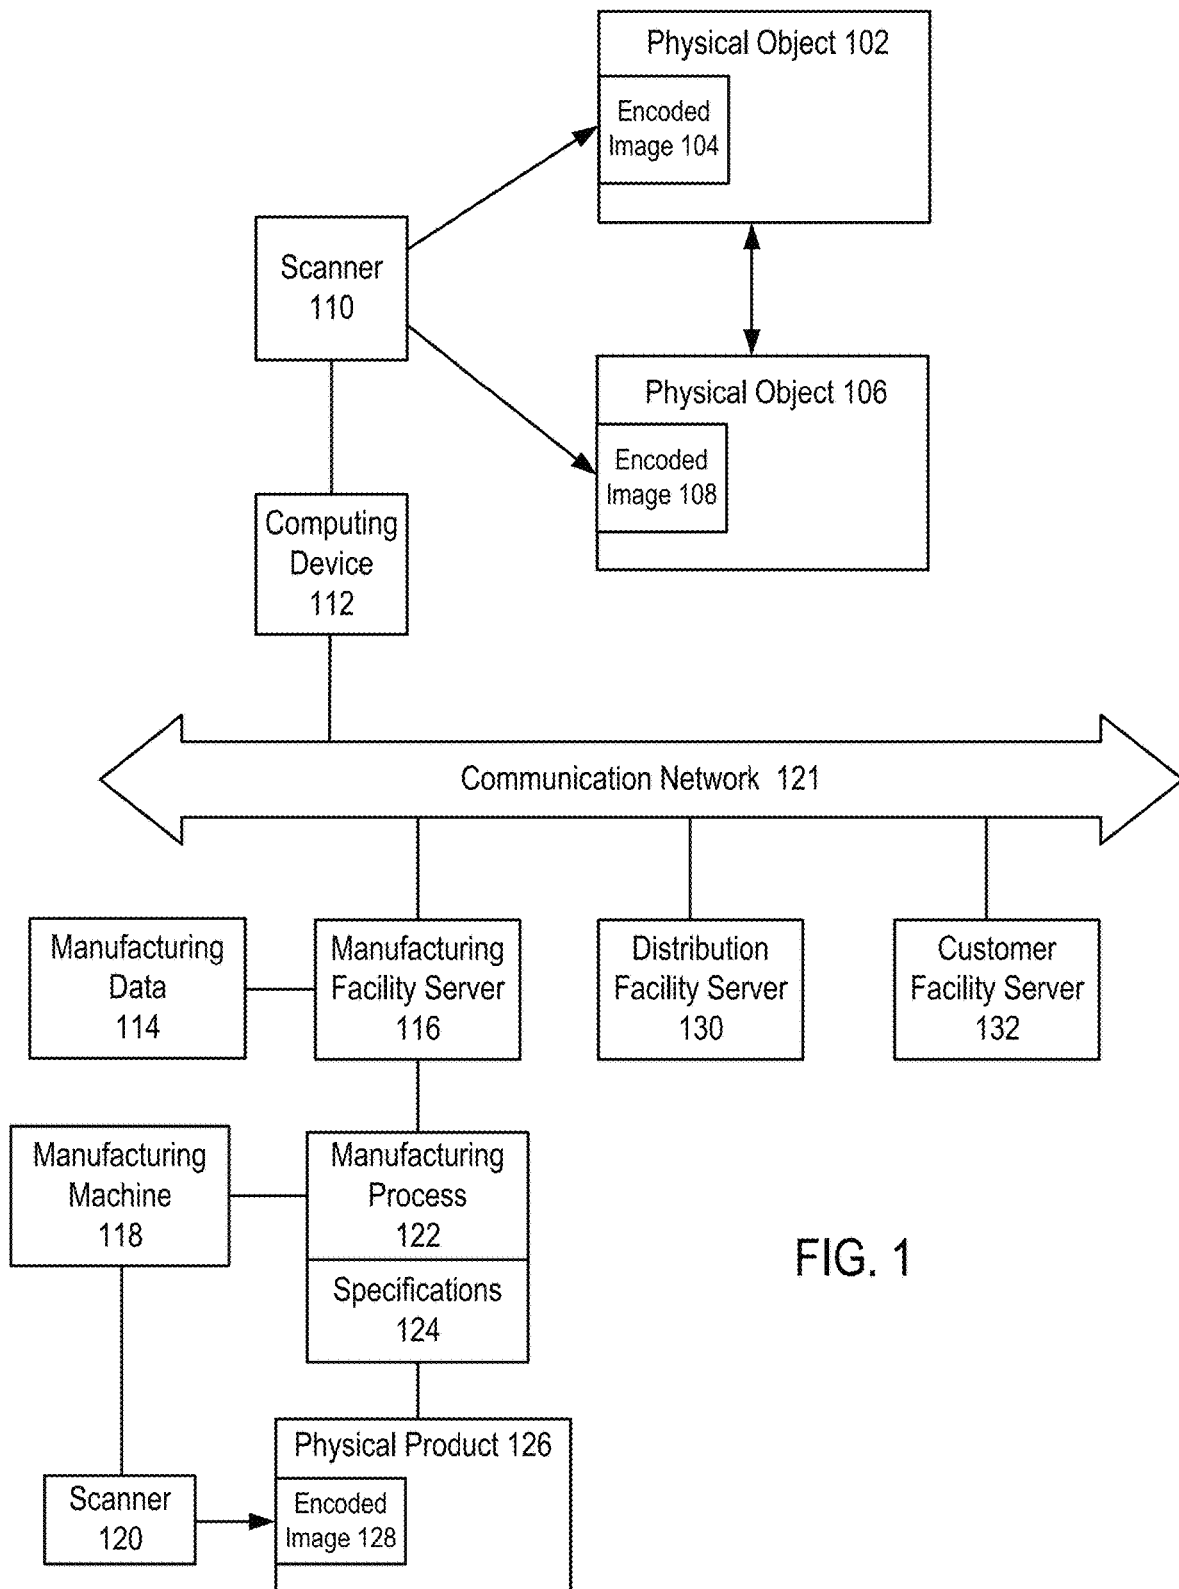 Physical Object 102
Encoded
Image 104
Scanner
110
Physical Object 106
Encoded
Image 108
Computing
Device
112
Communication Network 121
Manufacturing
Data
114
Manufacturing
Facility Server
116
Distribution
Facility Server
130
Customer
Facility Server
132
Manufacturing
Machine
118
Manufacturing
Process
122
Specifications
124
FIG. 1
Physical Product 126
Scanner
120
Encoded
Image 128